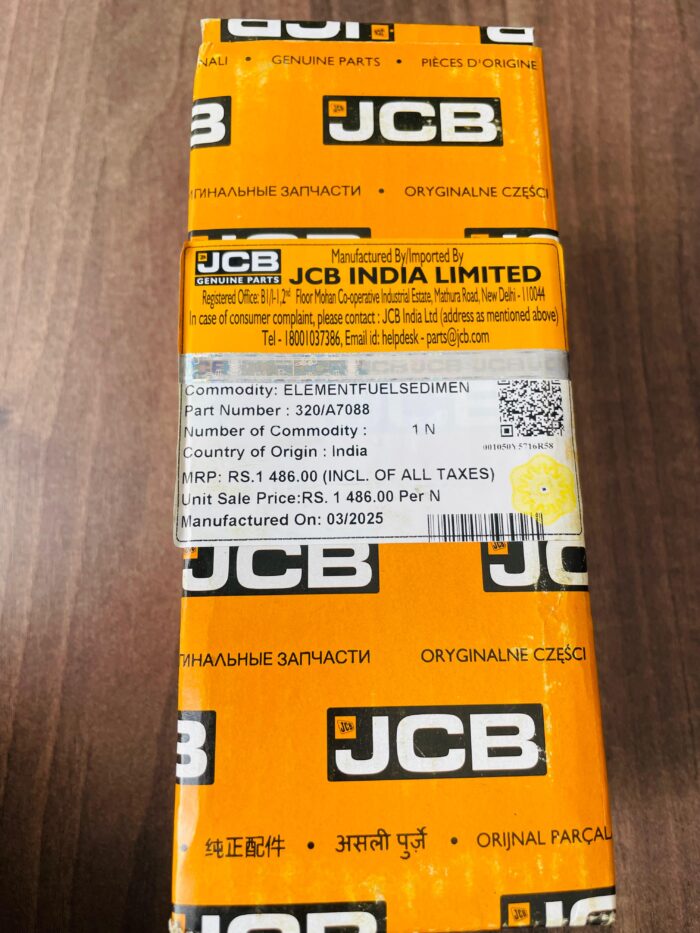 JCB
NALI • GENUINE PARTS • PIÈCES D'ORIGINE
JCB
ГИНАЛЬНЫЕ ЗАПЧАСТИ • ORYGINALNE CZĘŚCI
JCB
GENUINE PARTS
Manufactured By/Imported By
JCB INDIA LIMITED
Registered Office: B1/I-1, 2nd Floor Mohan Co-operative Industrial Estate, Mathura Road, New Delhi - 110044
In case of consumer complaint, please contact : JCB India Ltd (address as mentioned above)
Tel - 18001037386, Email id: helpdesk - parts@jcb.com
Commodity: ELEMENTFUELSEDIMEN
Part Number : 320/A7088
Number of Commodity : 1 N
Country of Origin : India
001050Y5716R58
MRP: RS.1 486.00 (INCL. OF ALL TAXES)
Unit Sale Price:RS. 1 486.00 Per N
Manufactured On: 03/2025
JCB JC
ГИНАЛЬНЫЕ ЗАПЧАСТИ ORYGINALNE CZĘŚCI
B JCB
纯正配件 • असली पुर्ज़े • ORIJNAL PARÇAL
JCB JC